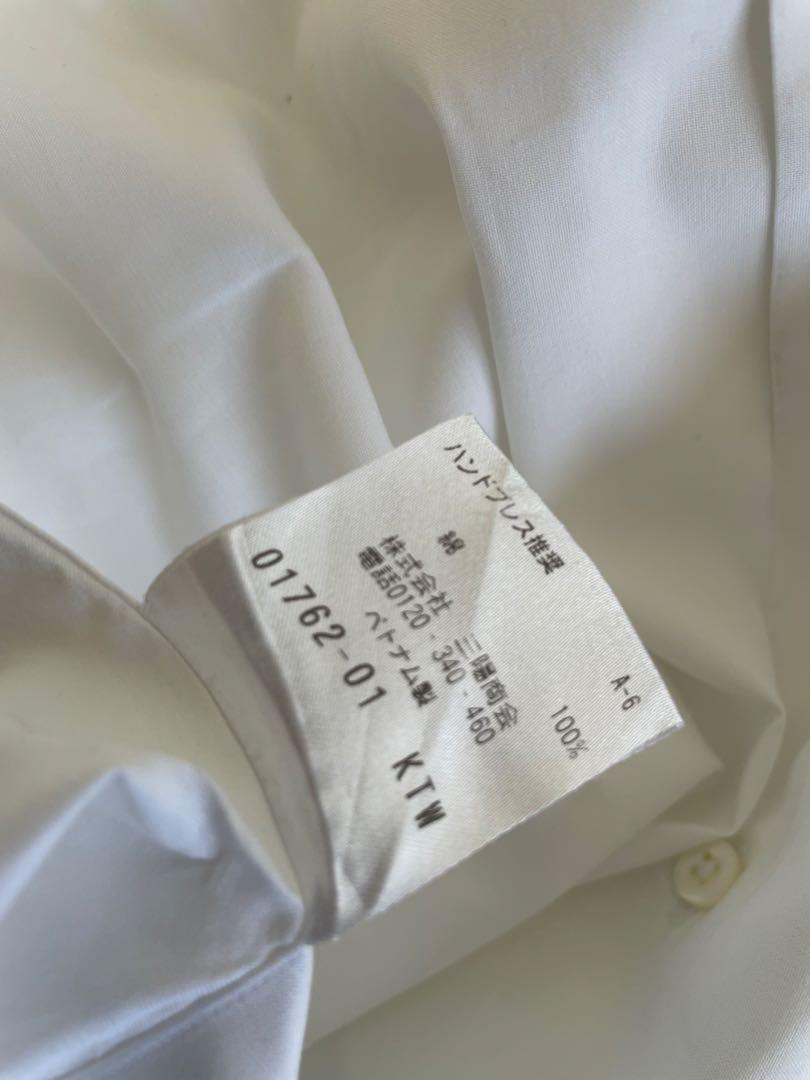 ハンドプレス推奨 A-6
綿 100%
株式会社 三陽商会
電話0120-340-460
ベトナム製
01762-01 KTW